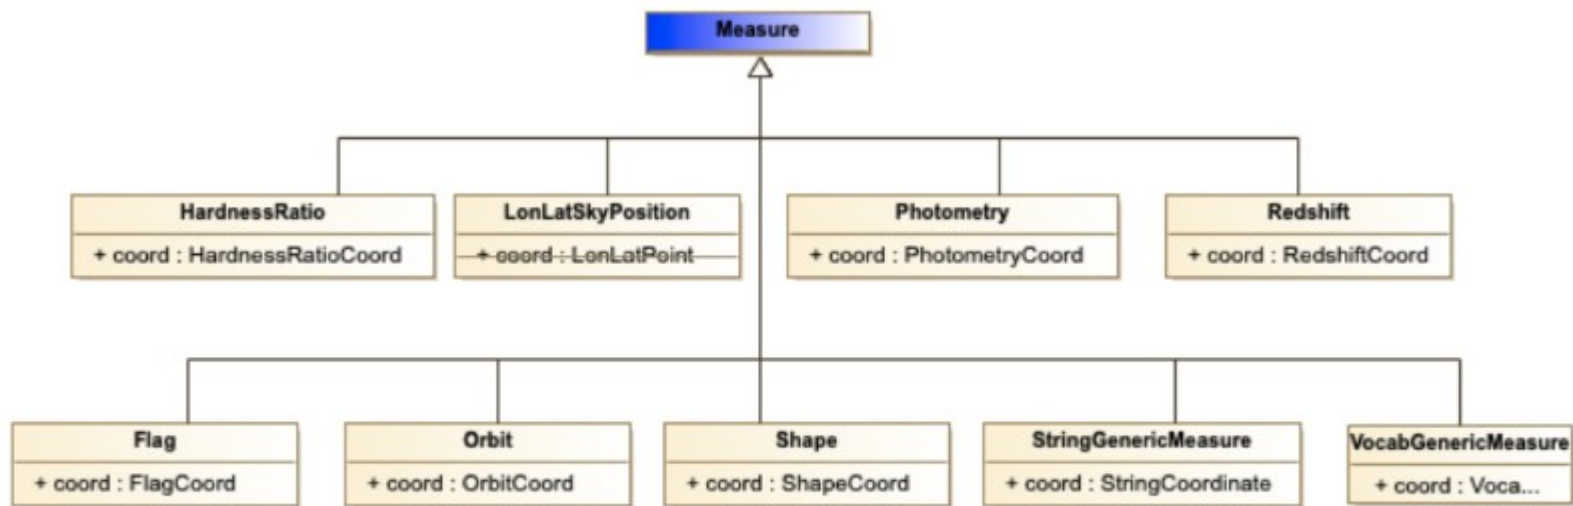 Measure
HardnessRatio
+ coord : HardnessRatioCoord
LonLatSkyPosition
+ coord : LonLatPoint
Photometry
+ coord : PhotometryCoord
Redshift
+ coord : RedshiftCoord
Flag
+ coord : FlagCoord
Orbit
+ coord : OrbitCoord
Shape
+ coord : ShapeCoord
StringGenericMeasure
+ coord : StringCoordinate
VocabGenericMeasure
+ coord : Voca...